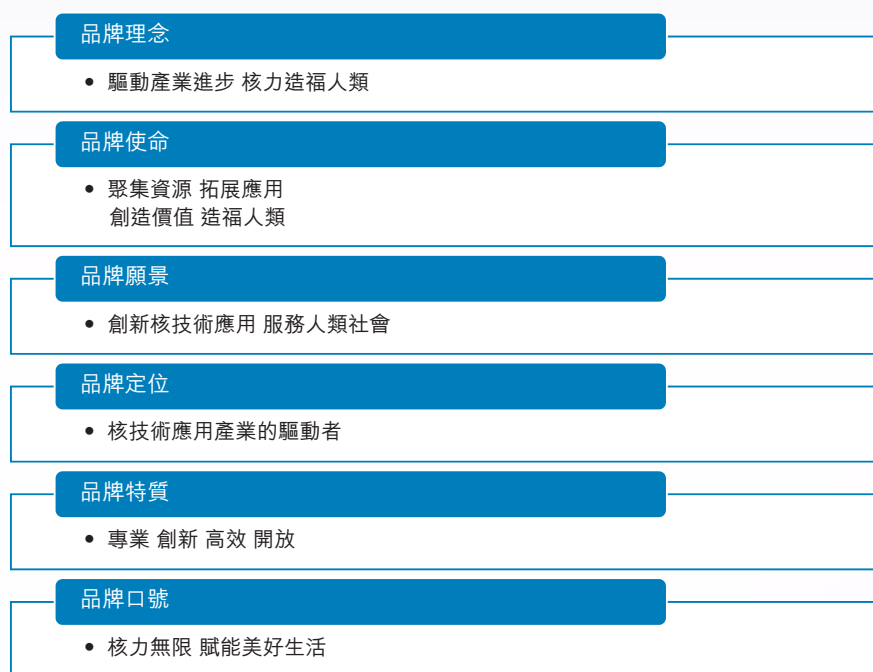 品牌理念
• 驅動產業進步 核力造福人類
品牌使命
• 聚集資源 拓展應用
創造價值 造福人類
品牌願景
• 創新核技術應用 服務人類社會
品牌定位
• 核技術應用產業的驅動者
品牌特質
• 專業 創新 高效 開放
品牌口號
• 核力無限 賦能美好生活